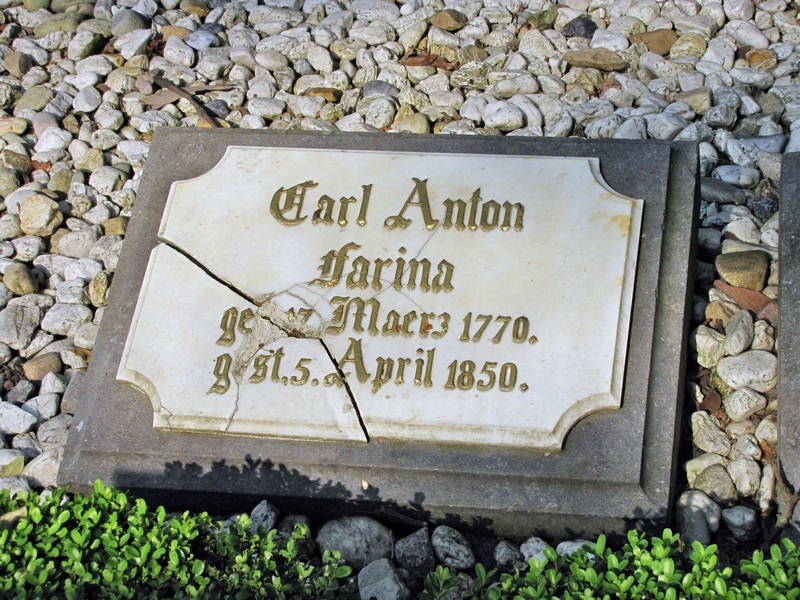 Carl Anton
Farina
Maerz 1770.
gest. 5. April 1850.